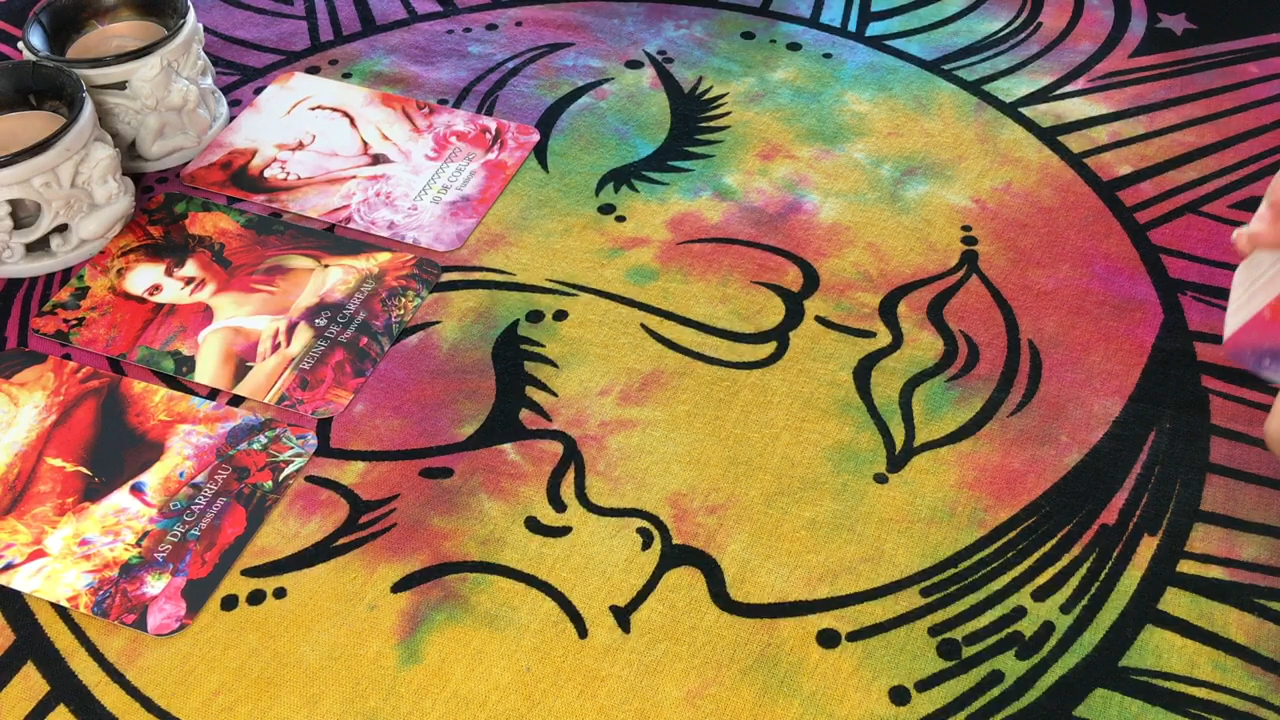 10 DE COEURS
Fusion
REINE DE CARREAU
Pouvoir
AS DE CARREAU
Passion